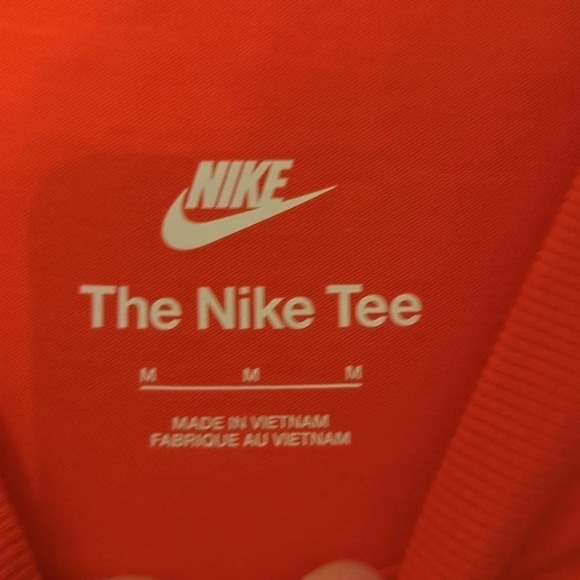 NIKE
The Nike Tee
M M M
MADE IN VIETNAM
FABRIQUE AU VIETNAM